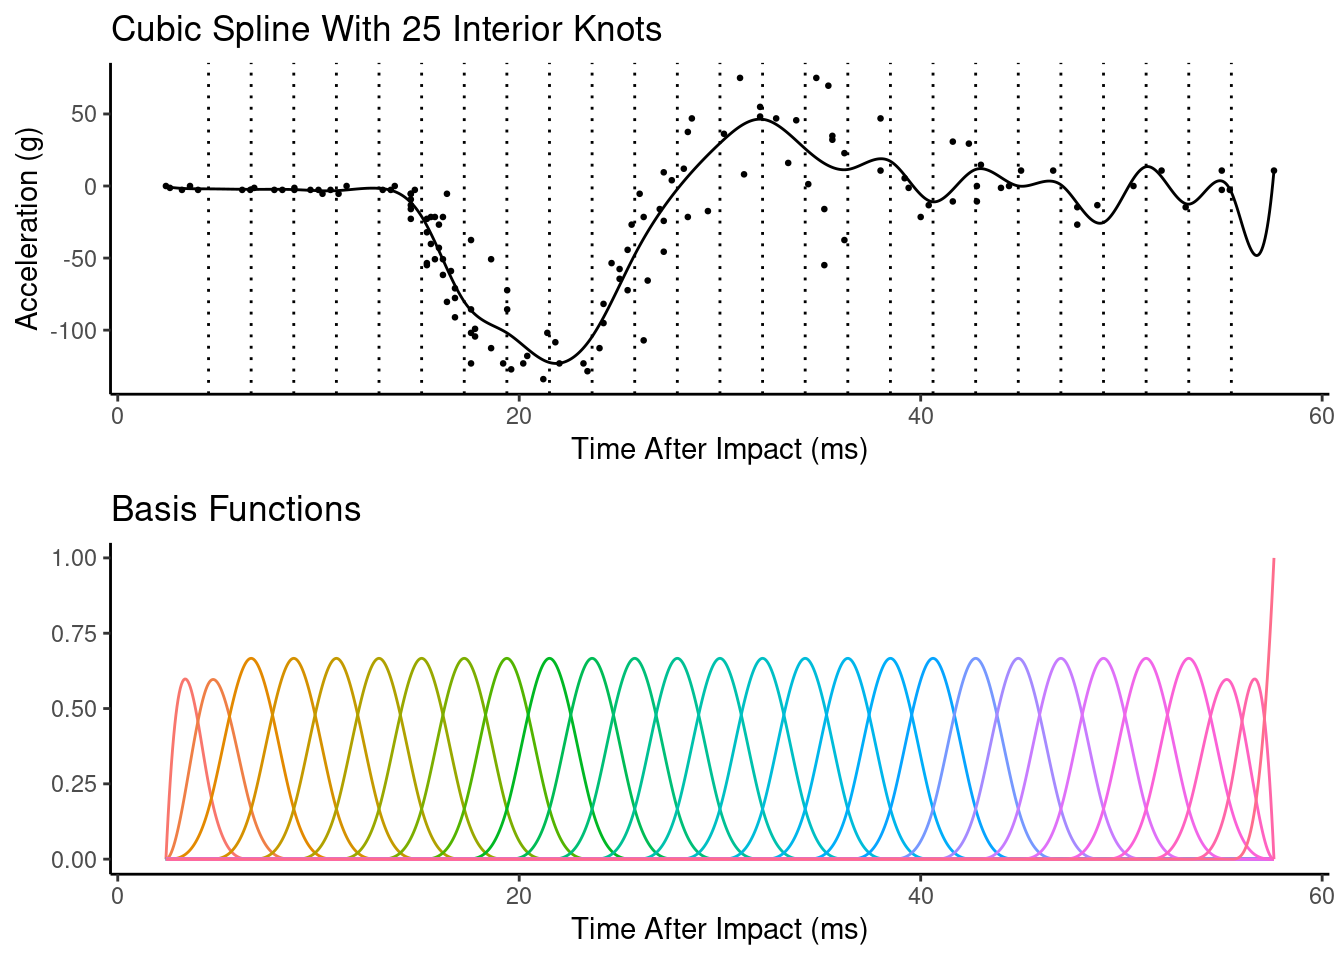 Cubic Spline With 25 Interior Knots
Acceleration (g)
50
0
-50
-100
0 20 40 60
Time After Impact (ms)
Basis Functions
1.00
0.75
0.50
0.25
0.00
0 20 40 60
Time After Impact (ms)